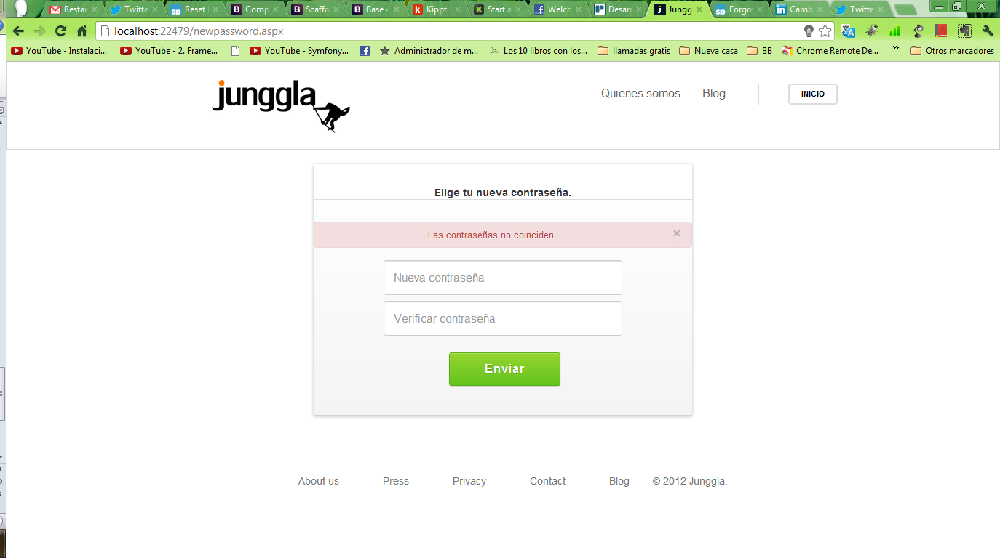 Restau Twitte Reset Comp Scaffo Base Kippt Start a Welco Desarr Jungg Forgo Camb Twitte
localhost:22479/newpassword.aspx
YouTube - Instalaci... YouTube - 2. Frame... YouTube - Symfony... Administrador de m... Los 10 libros con los... llamadas gratis Nueva casa BB Chrome Remote De... » Otros marcadores
junggla
Quienes somos Blog INICIO
Elige tu nueva contraseña.
Las contraseñas no coinciden ×
Nueva contraseña
Verificar contraseña
Enviar
About us Press Privacy Contact Blog © 2012 Junggla.